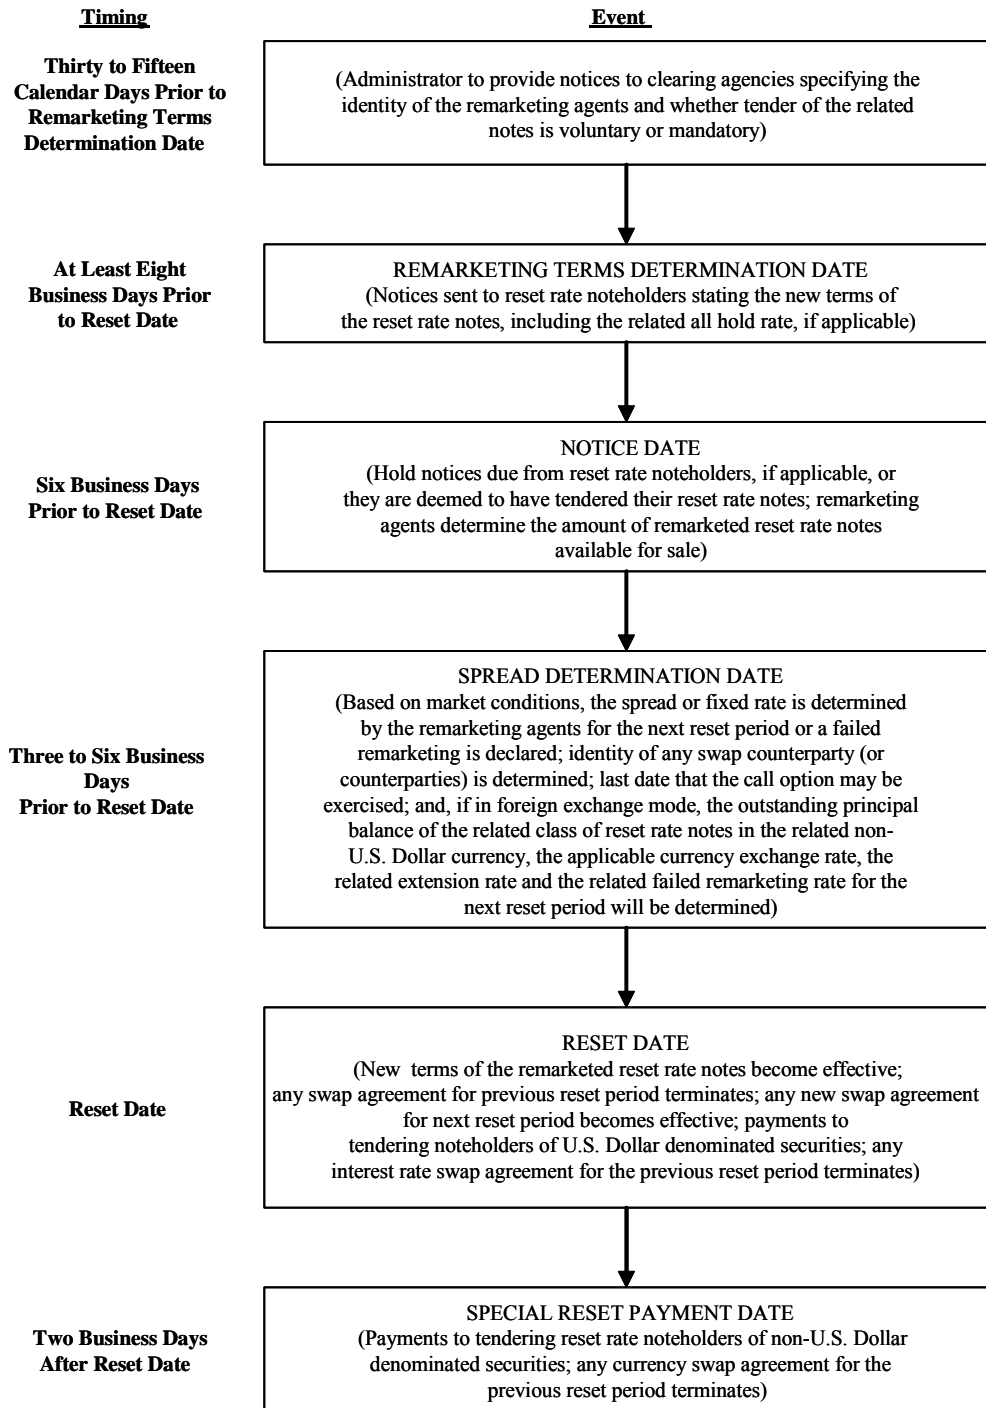 Timing
Event
Thirty to Fifteen
Calendar Days Prior to
Remarketing Terms
Determination Date
(Administrator to provide notices to clearing agencies specifying the
identity of the remarketing agents and whether tender of the related
notes is voluntary or mandatory)
At Least Eight
Business Days Prior
to Reset Date
REMARKETING TERMS DETERMINATION DATE
(Notices sent to reset rate noteholders stating the new terms of
the reset rate notes, including the related all hold rate, if applicable)
Six Business Days
Prior to Reset Date
NOTICE DATE
(Hold notices due from reset rate noteholders, if applicable, or
they are deemed to have tendered their reset rate notes; remarketing
agents determine the amount of remarketed reset rate notes
available for sale)
Three to Six Business
Days
Prior to Reset Date
SPREAD DETERMINATION DATE
(Based on market conditions, the spread or fixed rate is determined
by the remarketing agents for the next reset period or a failed
remarketing is declared; identity of any swap counterparty (or
counterparties) is determined; last date that the call option may be
exercised; and, if in foreign exchange mode, the outstanding principal
balance of the related class of reset rate notes in the related non-
U.S. Dollar currency, the applicable currency exchange rate, the
related extension rate and the related failed remarketing rate for the
next reset period will be determined)
Reset Date
RESET DATE
(New terms of the remarketed reset rate notes become effective;
any swap agreement for previous reset period terminates; any new swap agreement
for next reset period becomes effective; payments to
tendering noteholders of U.S. Dollar denominated securities; any
interest rate swap agreement for the previous reset period terminates)
Two Business Days
After Reset Date
SPECIAL RESET PAYMENT DATE
(Payments to tendering reset rate noteholders of non-U.S. Dollar
denominated securities; any currency swap agreement for the
previous reset period terminates)